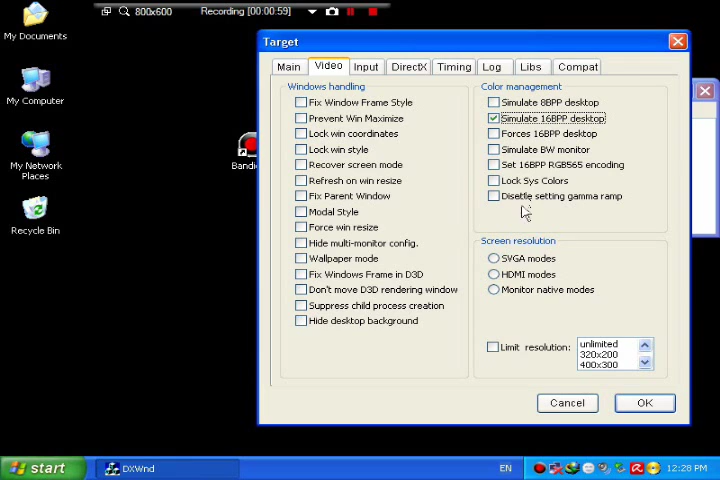 800x600
Recording [00:00:59]
My Documents
My Computer
My Network
Places
Recycle Bin
Bandi
Target
Main
Video
Input
DirectX
Timing
Log
Libs
Compat
Windows handling
Fix Window Frame Style
Prevent Win Maximize
Lock win coordinates
Lock win style
Recover screen mode
Refresh on win resize
Fix Parent Window
Modal Style
Force win resize
Hide multi-monitor config.
Wallpaper mode
Fix Windows Frame in D3D
Don't move D3D rendering window
Suppress child process creation
Hide desktop background
Color management
Simulate 8BPP desktop
Simulate 16BPP desktop
Forces 16BPP desktop
Simulate BW monitor
Set 16BPP RGB565 encoding
Lock Sys Colors
setting gamma ramp
Screen resolution
SVGA modes
HDMI modes
Monitor native modes
Limit resolution:
unlimited
320x200
400x300
Cancel
OK
start
DXWnd
EN
12:28 PM